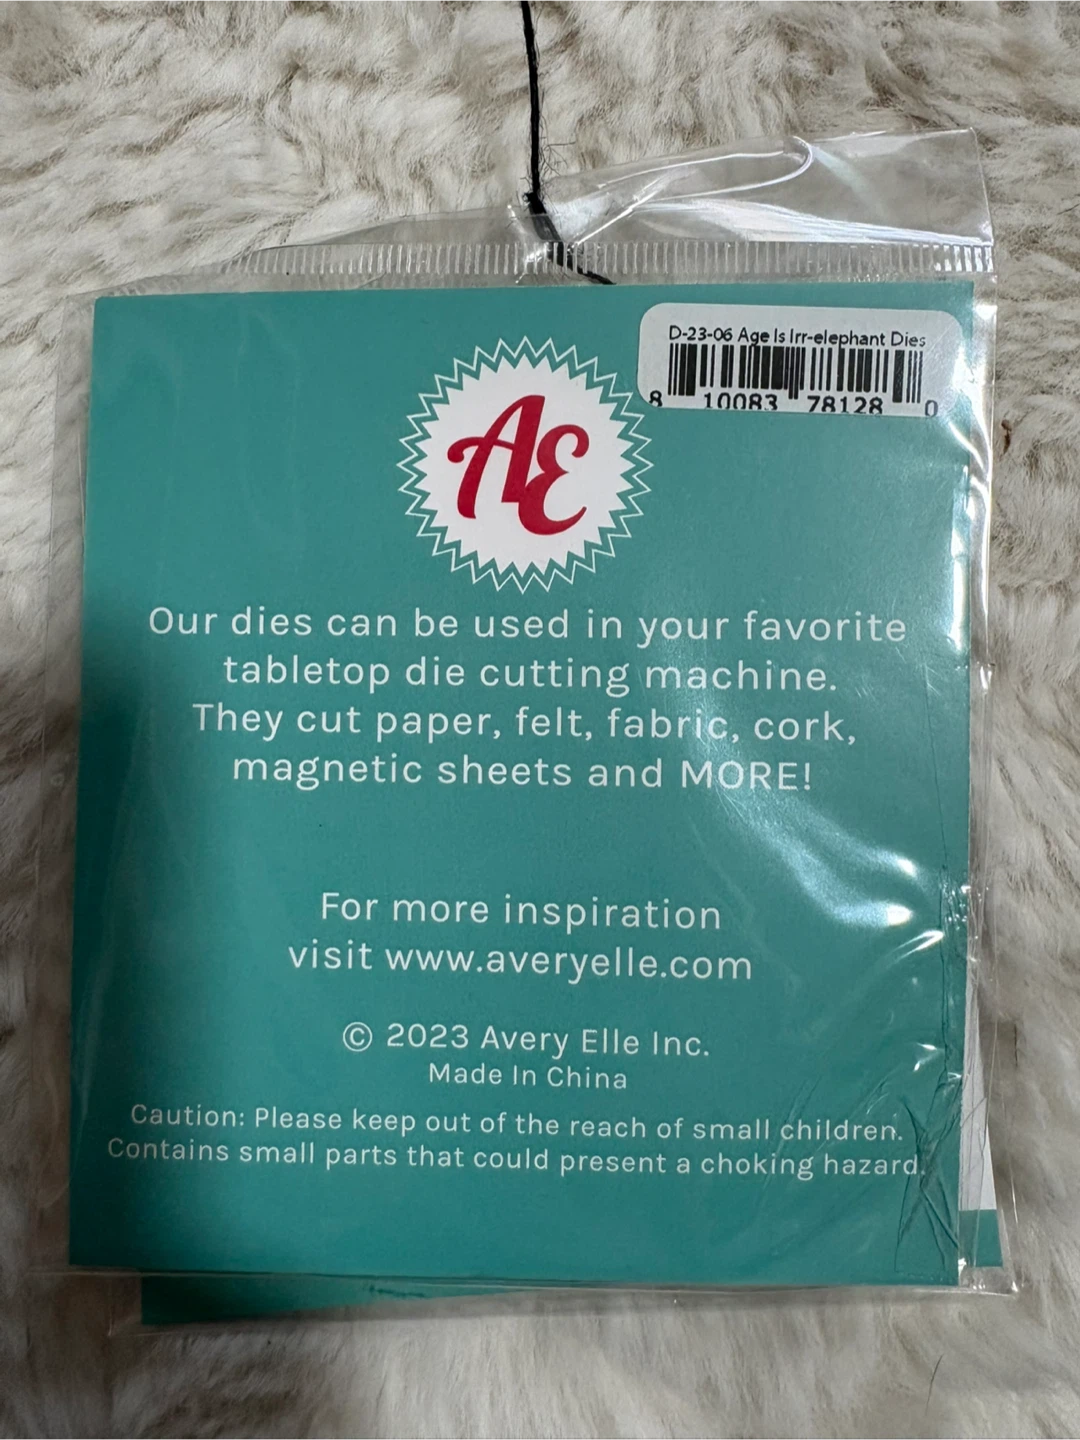 D-23-06 Age Is Irr-elephant Dies
8 10083 78128 0
AE
Our dies can be used in your favorite
tabletop die cutting machine.
They cut paper, felt, fabric, cork,
magnetic sheets and MORE!
For more inspiration
visit www.averyelle.com
© 2023 Avery Elle Inc.
Made In China
Caution: Please keep out of the reach of small children.
Contains small parts that could present a choking hazard.